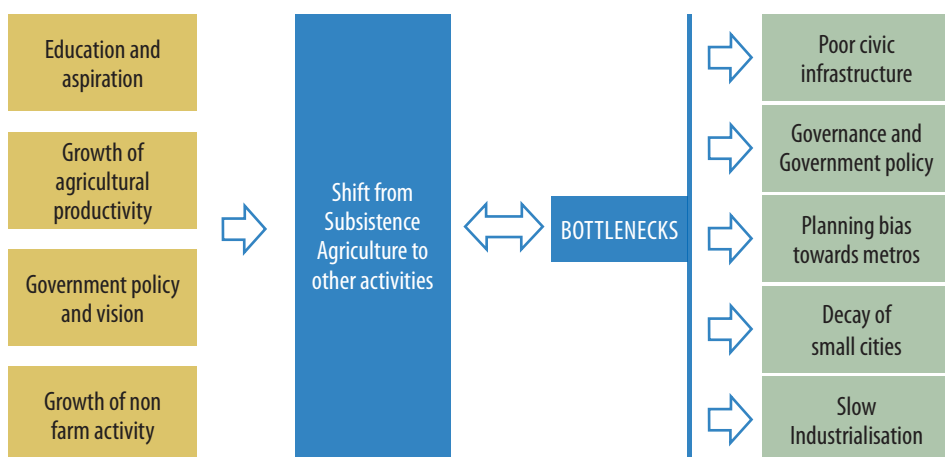 Education and
aspiration
Growth of
agricultural
productivity
Government policy
and vision
Growth of non
farm activity
Shift from
Subsistence
Agriculture to
other activities
BOTTLENECKS
Poor civic
infrastructure
Governance and
Government policy
Planning bias
towards metros
Decay of
small cities
Slow
Industrialisation